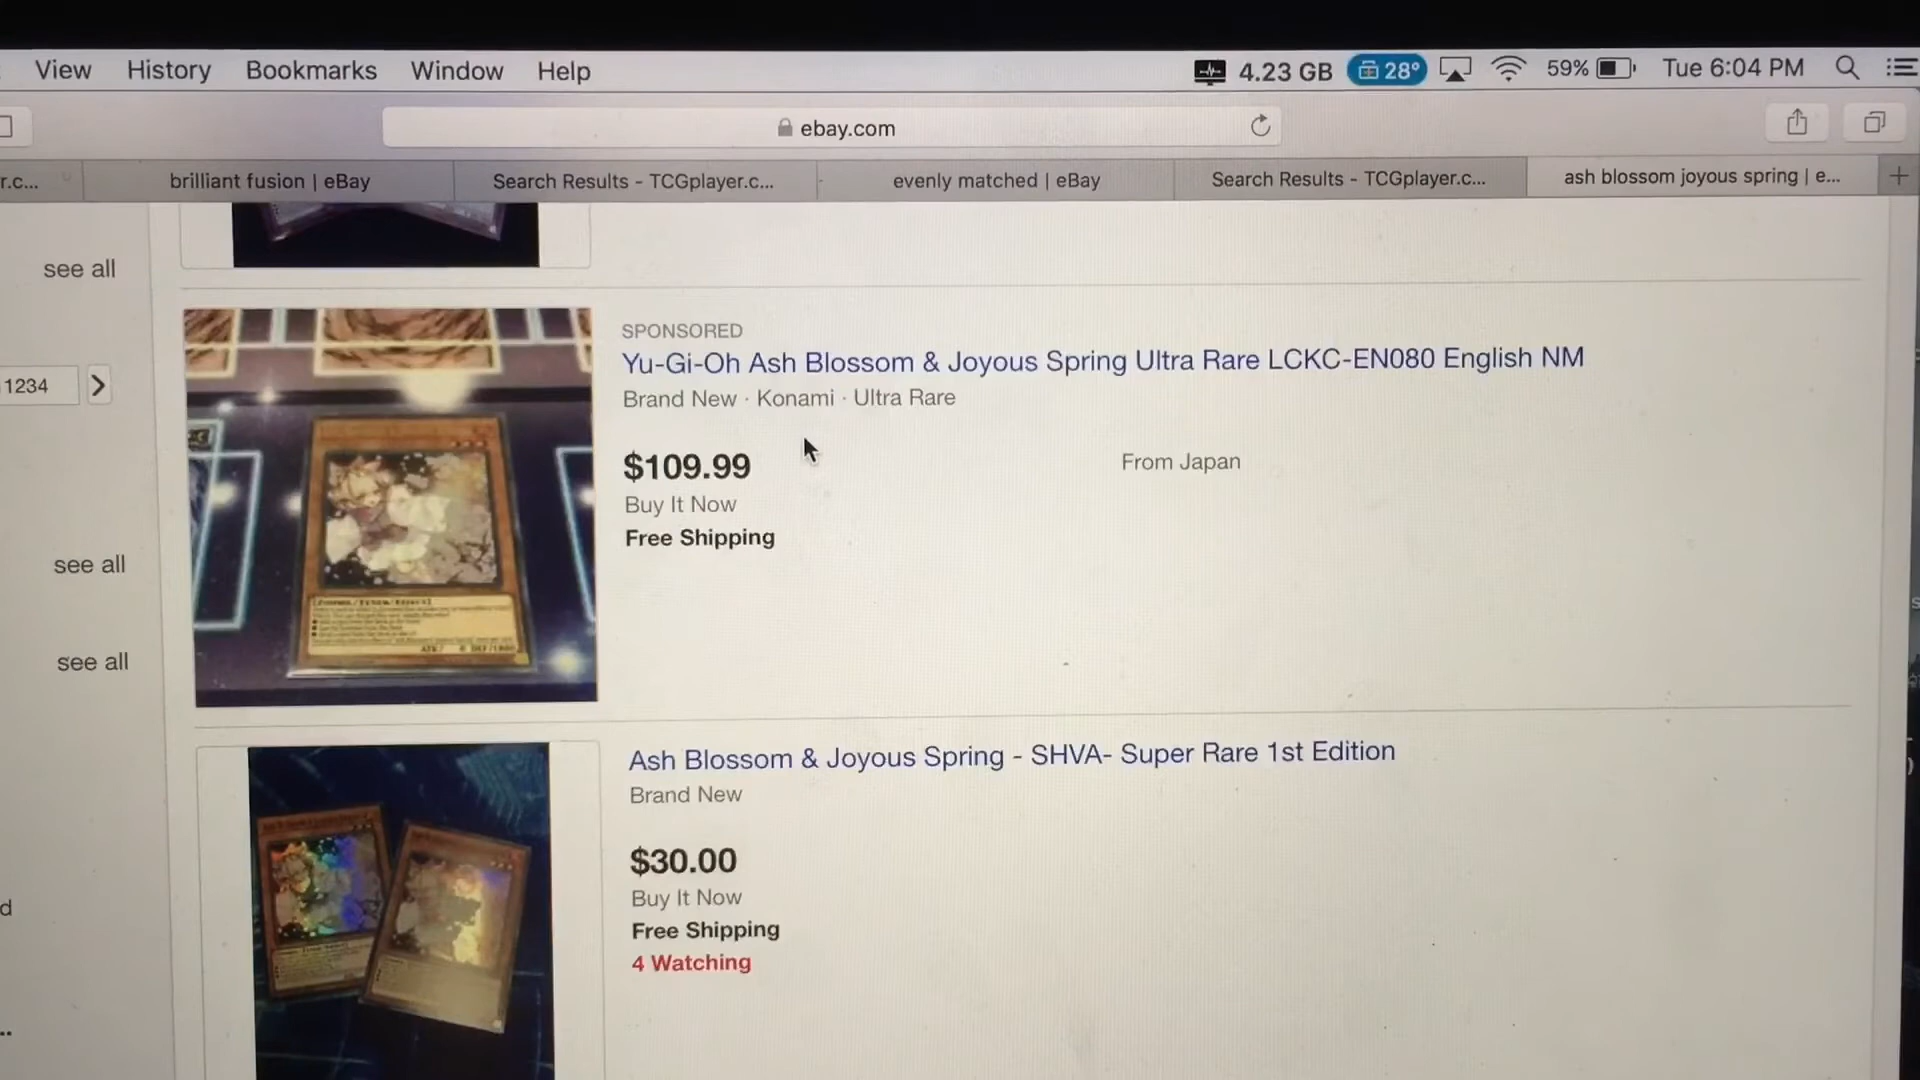 View History Bookmarks Window Help 4.23 GB 28° 59% Tue 6:04 PM
ebay.com
r.c... brilliant fusion | eBay Search Results - TCGplayer.c... evenly matched | eBay Search Results - TCGplayer.c... ash blossom joyous spring | e...
see all
SPONSORED
Yu-Gi-Oh Ash Blossom & Joyous Spring Ultra Rare LCKC-EN080 English NM
1234
Brand New · Konami · Ultra Rare
$109.99
From Japan
Buy It Now
Free Shipping
see all
see all
Ash Blossom & Joyous Spring - SHVA- Super Rare 1st Edition
Brand New
$30.00
Buy It Now
d
Free Shipping
4 Watching